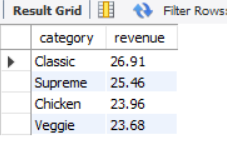 Result Grid Filter Rows:
category revenue
Classic 26.91
Supreme 25.46
Chicken 23.96
Veggie 23.68